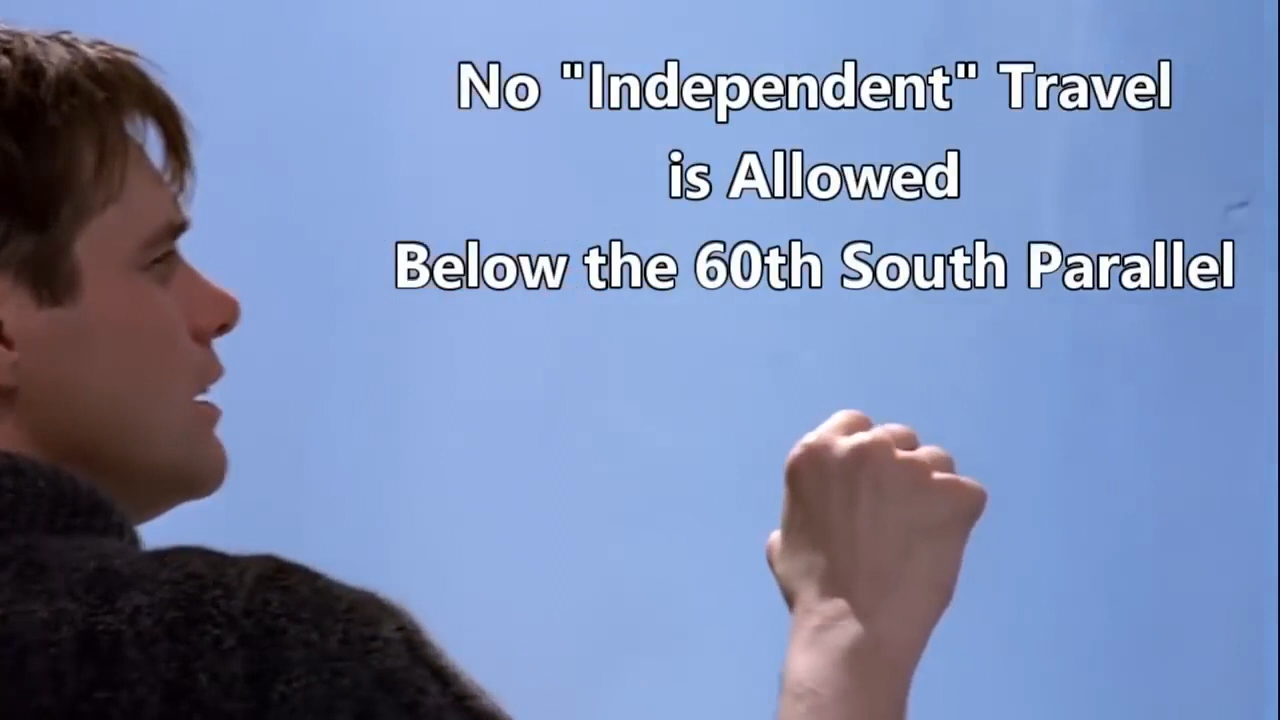 No "Independent" Travel
is Allowed
Below the 60th South Parallel